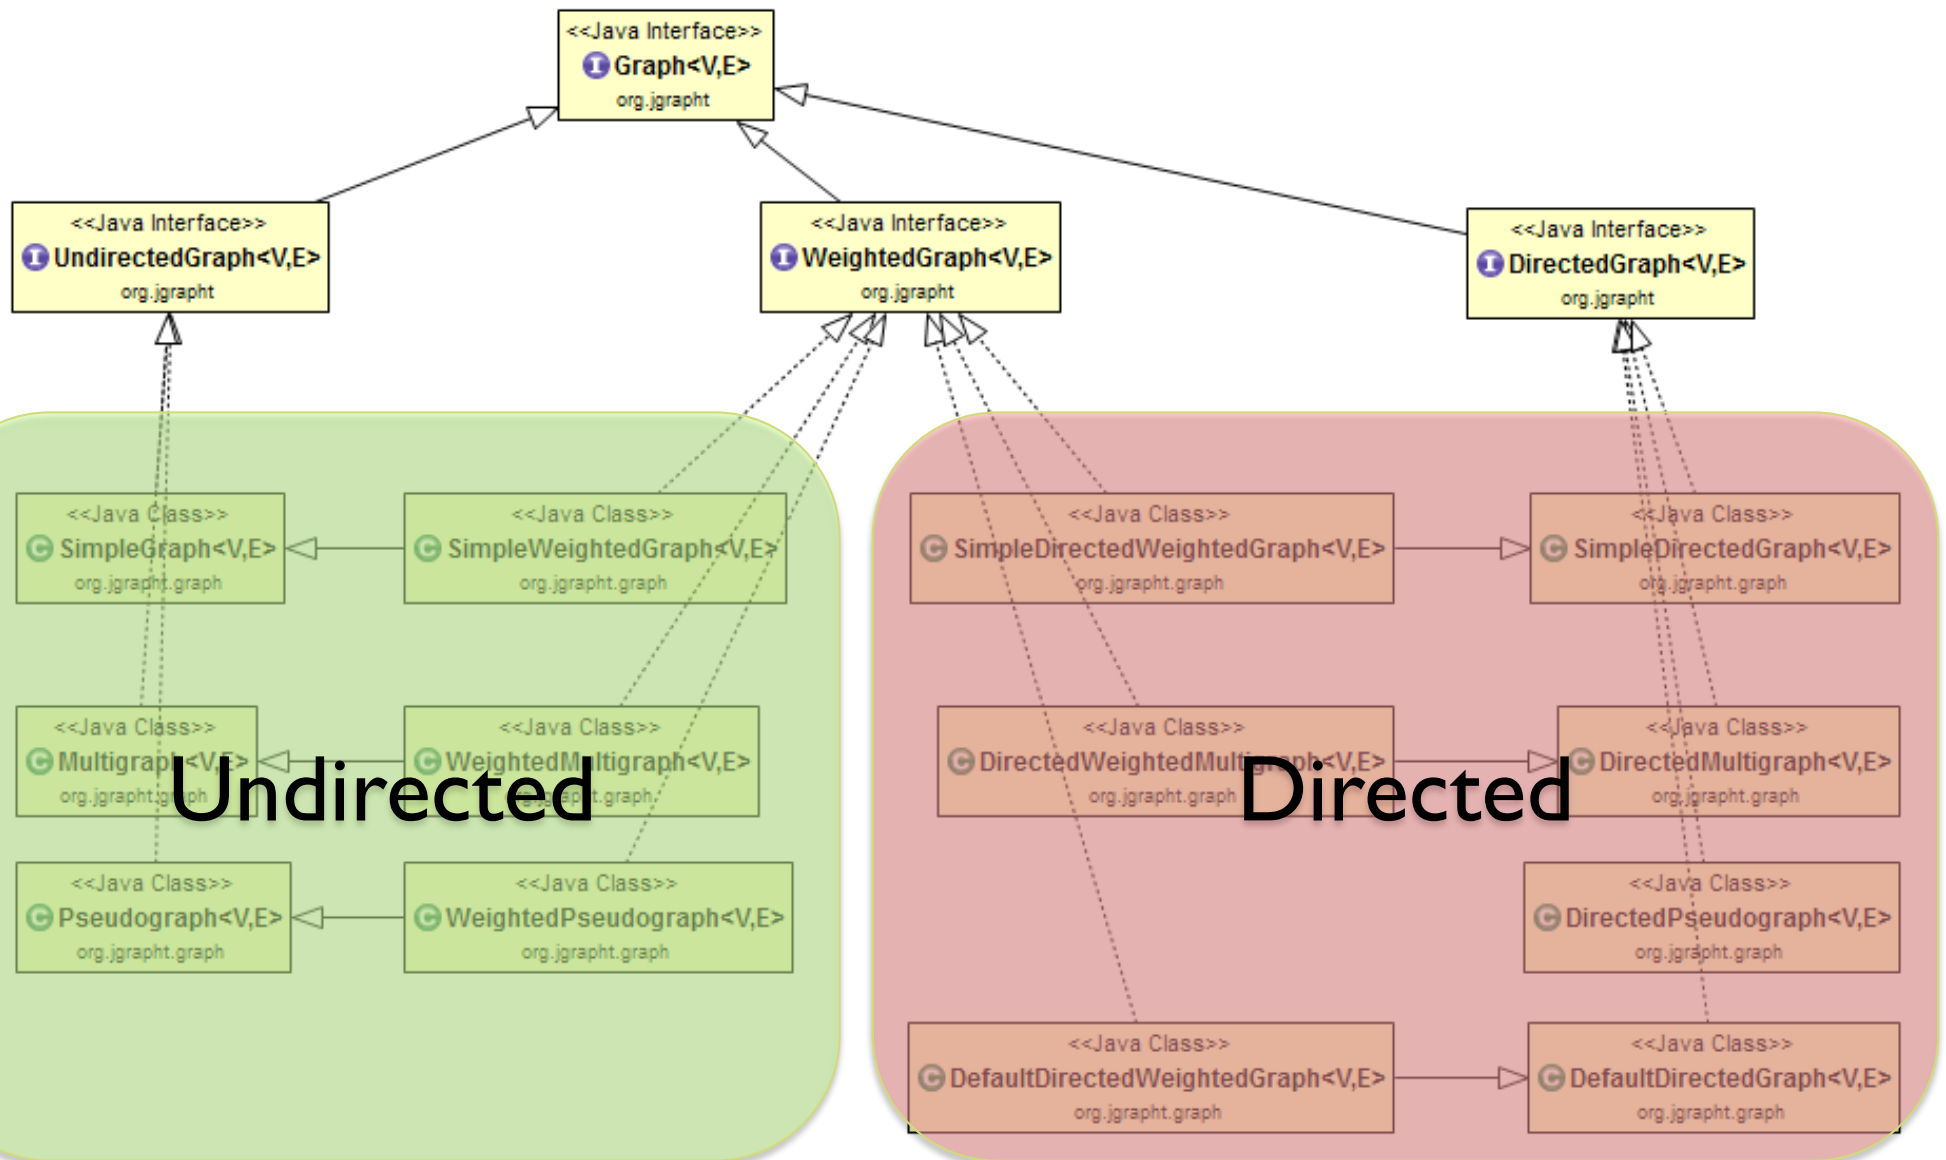 <<Java Interface>>
Graph<V,E>
org.jgrapht
<<Java Interface>>
UndirectedGraph<V,E>
org.jgrapht
<<Java Interface>>
WeightedGraph<V,E>
org.jgrapht
<<Java Interface>>
DirectedGraph<V,E>
org.jgrapht
<<Java Class>>
SimpleGraph<V,E>
org.jgrapht.graph
<<Java Class>>
SimpleWeightedGraph<V,E>
org.jgrapht.graph
<<Java Class>>
SimpleDirectedWeightedGraph<V,E>
org.jgrapht.graph
<<Java Class>>
SimpleDirectedGraph<V,E>
org.jgrapht.graph
<<Java Class>>
Multigraph<V,E>
org.jgrapht.graph
<<Java Class>>
WeightedMultigraph<V,E>
org.jgrapht.graph
Undirected
<<Java Class>>
DirectedWeightedMultigraph<V,E>
org.jgrapht.graph
<<Java Class>>
DirectedMultigraph<V,E>
org.jgrapht.graph
Directed
<<Java Class>>
Pseudograph<V,E>
org.jgrapht.graph
<<Java Class>>
WeightedPseudograph<V,E>
org.jgrapht.graph
<<Java Class>>
DirectedPseudograph<V,E>
org.jgrapht.graph
<<Java Class>>
DefaultDirectedWeightedGraph<V,E>
org.jgrapht.graph
<<Java Class>>
DefaultDirectedGraph<V,E>
org.jgrapht.graph